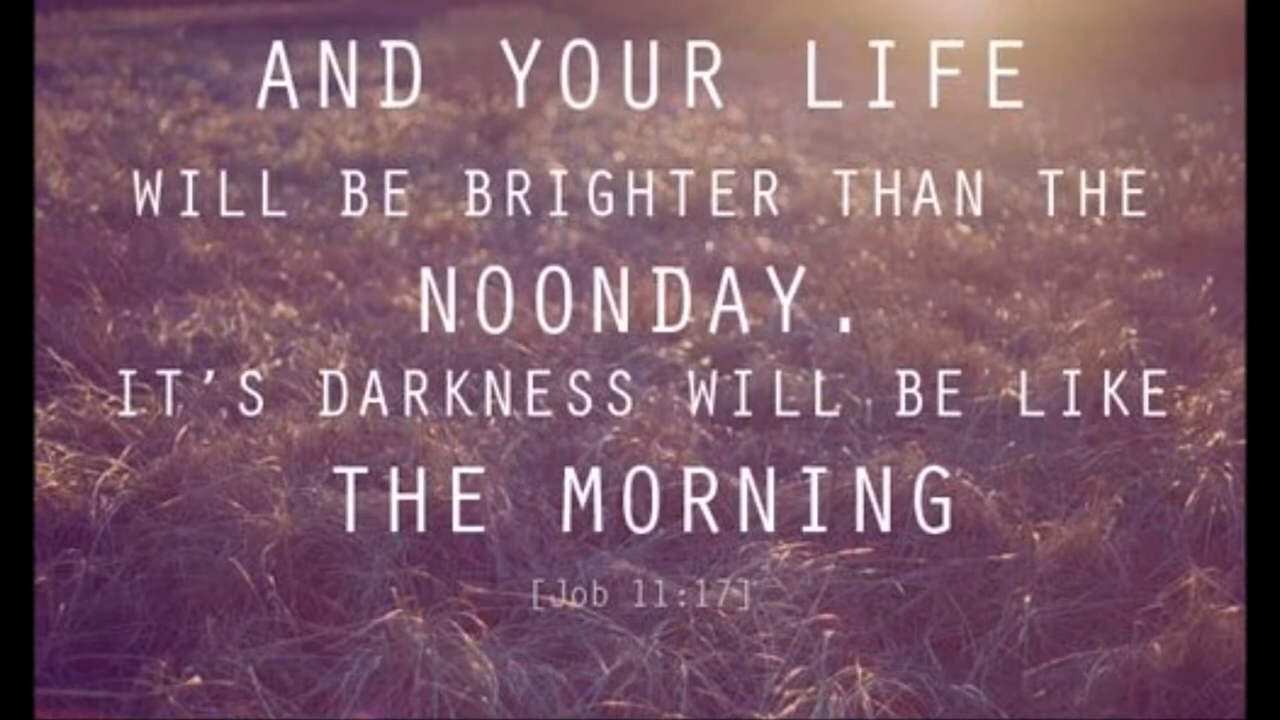 AND YOUR LIFE
WILL BE BRIGHTER THAN THE
NOONDAY.
IT’S DARKNESS WILL BE LIKE
THE MORNING
[Job 11:17]